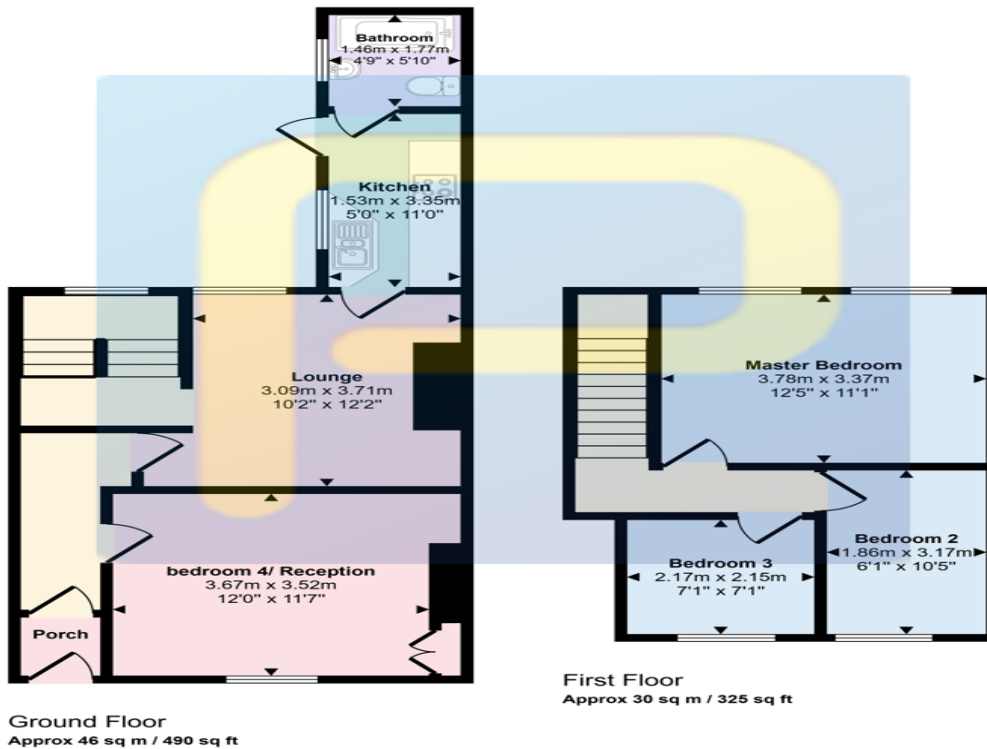 Bathroom
1.46m x 1.77m
4'9" x 5'10"
Kitchen
1.53m x 3.35m
5'0" x 11'0"
Lounge
3.09m x 3.71m
10'2" x 12'2"
bedroom 4/ Reception
3.67m x 3.52m
12'0" x 11'7"
Porch
Ground Floor
Approx 46 sq m / 490 sq ft
Master Bedroom
3.78m x 3.37m
12'5" x 11'1"
Bedroom 2
1.86m x 3.17m
6'1" x 10'5"
Bedroom 3
2.17m x 2.15m
7'1" x 7'1"
First Floor
Approx 30 sq m / 325 sq ft